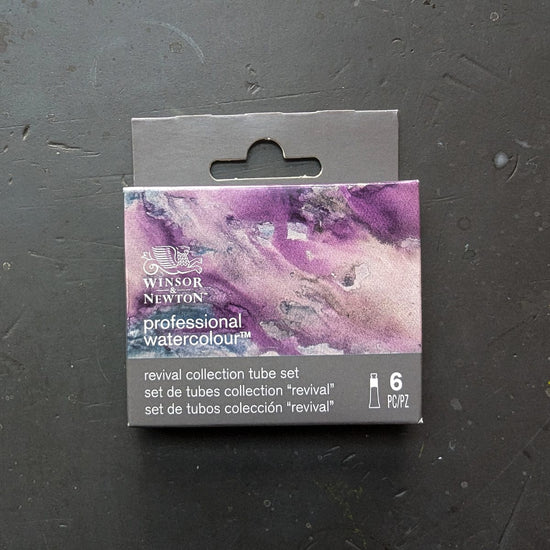 WINSOR
&
NEWTON™
professional
watercolour™
revival collection tube set
set de tubes collection “revival”
set de tubos colección “revival”
6
PC/PZ